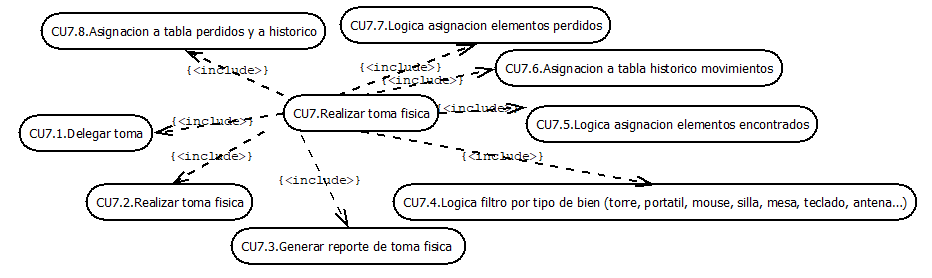 CU7.8.Asignacion a tabla perdidos y a historico
CU7.7.Logica asignacion elementos perdidos
{<include>}
{<include>}
{<include>}
CU7.6.Asignacion a tabla historico movimientos
CU7.Realizar toma fisica
{<include>}
CU7.5.Logica asignacion elementos encontrados
{<include>}
CU7.1.Delegar toma
{<include>}
{<include>}
{<include>}
CU7.2.Realizar toma fisica
CU7.4.Logica filtro por tipo de bien (torre, portatil, mouse, silla, mesa, teclado, antena...)
CU7.3.Generar reporte de toma fisica